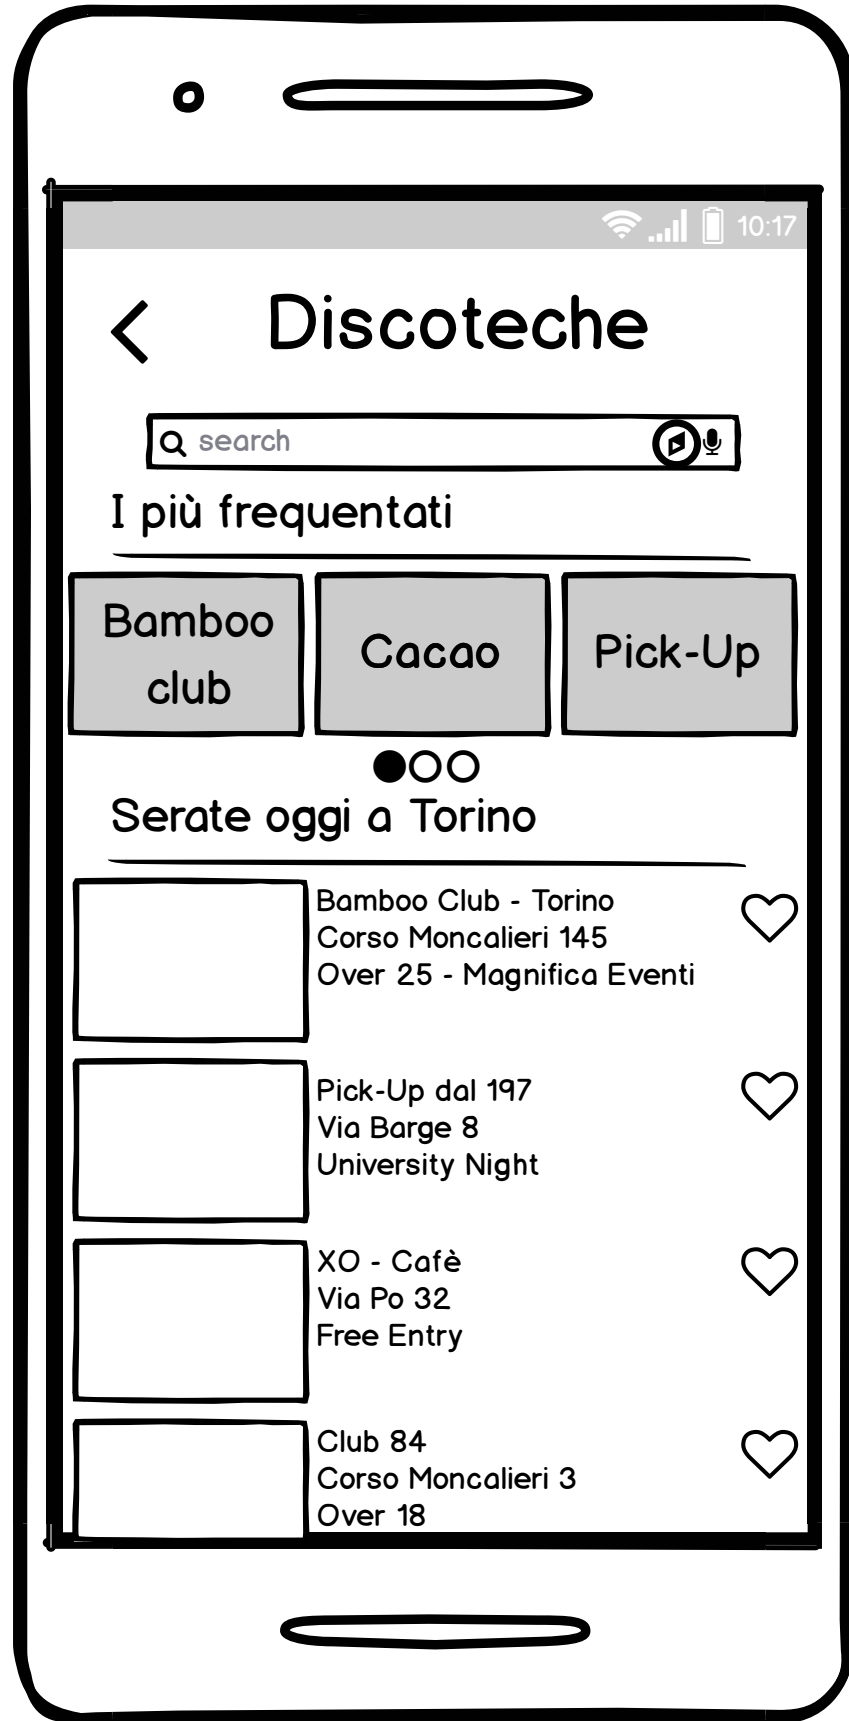 10:17
Discoteche
search
I più frequentati
Bamboo
club
Cacao
Pick-Up
Serate oggi a Torino
Bamboo Club - Torino
Corso Moncalieri 145
Over 25 - Magnifica Eventi
Pick-Up dal 197
Via Barge 8
University Night
XO - Cafè
Via Po 32
Free Entry
Club 84
Corso Moncalieri 3
Over 18